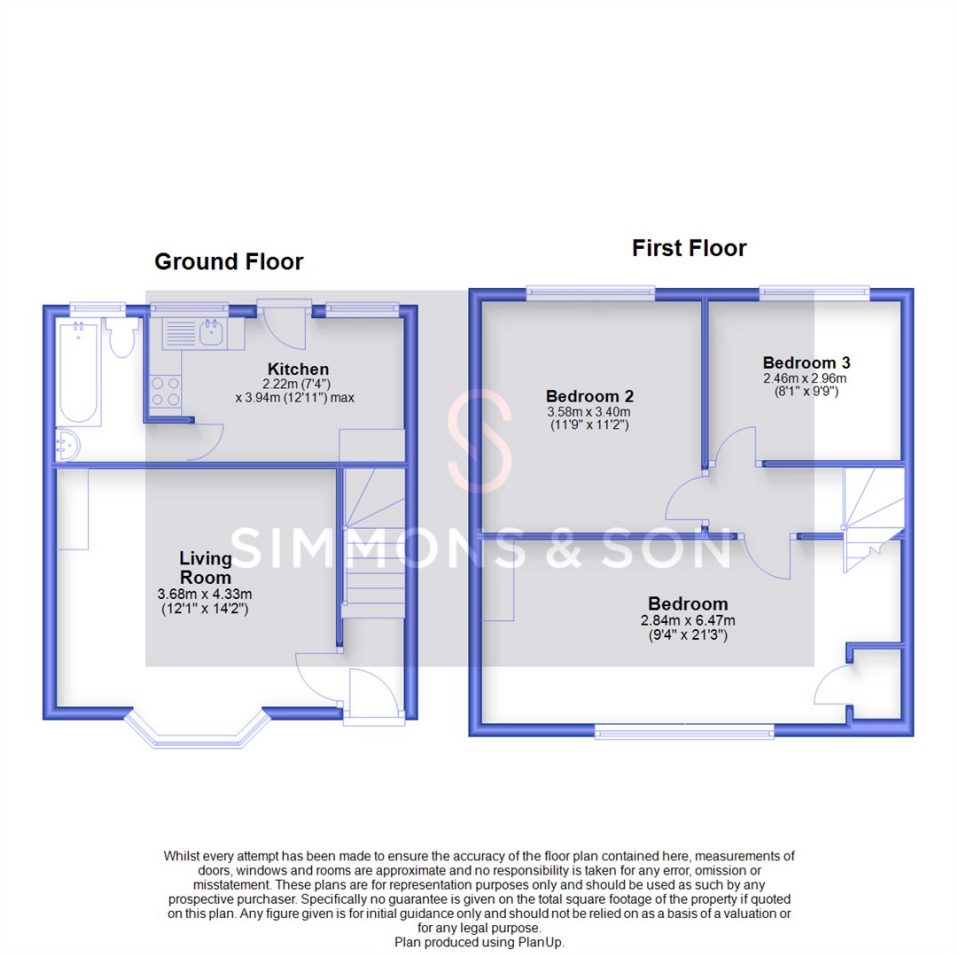 Ground Floor
First Floor
Kitchen
2.22m (7'4")
x 3.94m (12'11") max
Bedroom 2
3.58m x 3.40m
(11'9" x 11'2")
Bedroom 3
2.46m x 2.96m
(8'1" x 9'9")
SIMMONS & SON
Living
Room
3.68m x 4.33m
(12'1" x 14'2")
Bedroom
2.84m x 6.47m
(9'4" x 21'3")
Whilst every attempt has been made to ensure the accuracy of the floor plan contained here, measurements of
doors, windows and rooms are approximate and no responsibility is taken for any error, omission or
misstatement. These plans are for representation purposes only and should be used as such by any
prospective purchaser. Specifically no guarantee is given on the total square footage of the property if quoted
on this plan. Any figure given is for initial guidance only and should not be relied on as a basis of a valuation or
for any legal purpose.
Plan produced using PlanUp.